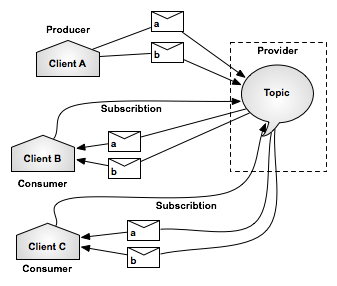 Producer
a
Provider
Client A
b
Topic
Subscribtion
a
Client B
b
Consumer
Subscribtion
a
Client C
b
Consumer